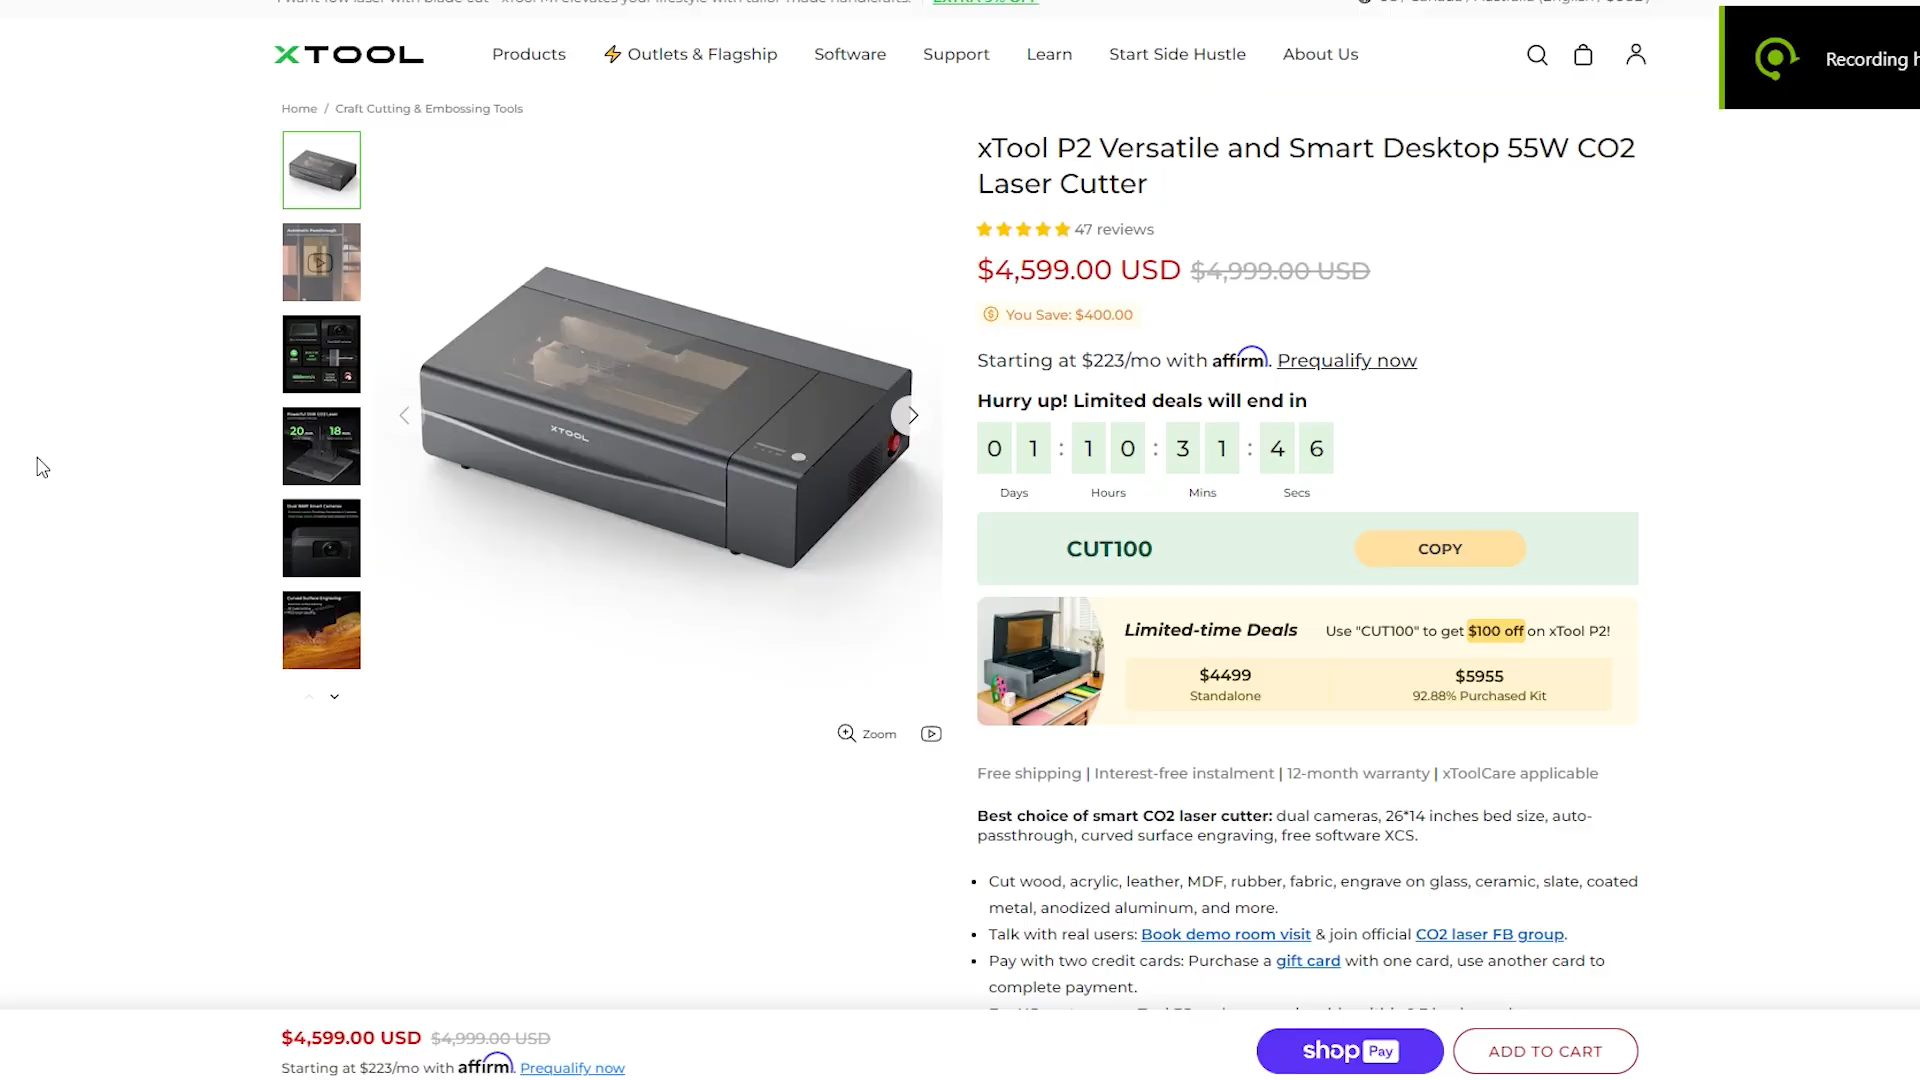 XTOOL
Products
Outlets & Flagship
Software
Support
Learn
Start Side Hustle
About Us
Recording
Home / Craft Cutting & Embossing Tools
xTool P2 Versatile and Smart Desktop 55W CO2
Laser Cutter
47 reviews
$4,599.00 USD $4,999.00 USD
You Save: $400.00
Starting at $223/mo with affirm. Prequalify now
Hurry up! Limited deals will end in
0 1 : 1 0 : 3 1 : 4 6
Days Hours Mins Secs
CUT100
COPY
Limited-time Deals
Use "CUT100" to get $100 off on xTool P2!
$4499
Standalone
$5955
92.88% Purchased Kit
XTOOL
20
18
Zoom
Free shipping | Interest-free instalment | 12-month warranty | xToolCare applicable
Best choice of smart CO2 laser cutter: dual cameras, 26*14 inches bed size, auto-
passthrough, curved surface engraving, free software XCS.
• Cut wood, acrylic, leather, MDF, rubber, fabric, engrave on glass, ceramic, slate, coated
metal, anodized aluminum, and more.
• Talk with real users: Book demo room visit & join official CO2 laser FB group.
• Pay with two credit cards: Purchase a gift card with one card, use another card to
complete payment.
$4,599.00 USD $4,999.00 USD
Starting at $223/mo with affirm. Prequalify now
shop Pay
ADD TO CART